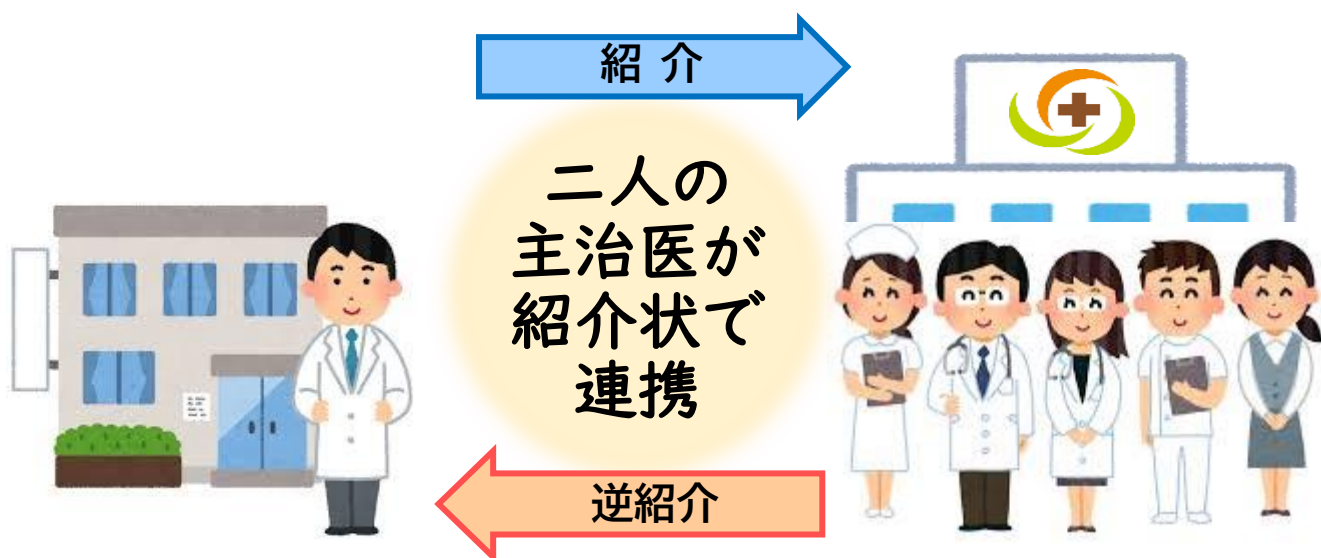 紹 介
二人の
主治医が
紹介状で
連携
逆紹介